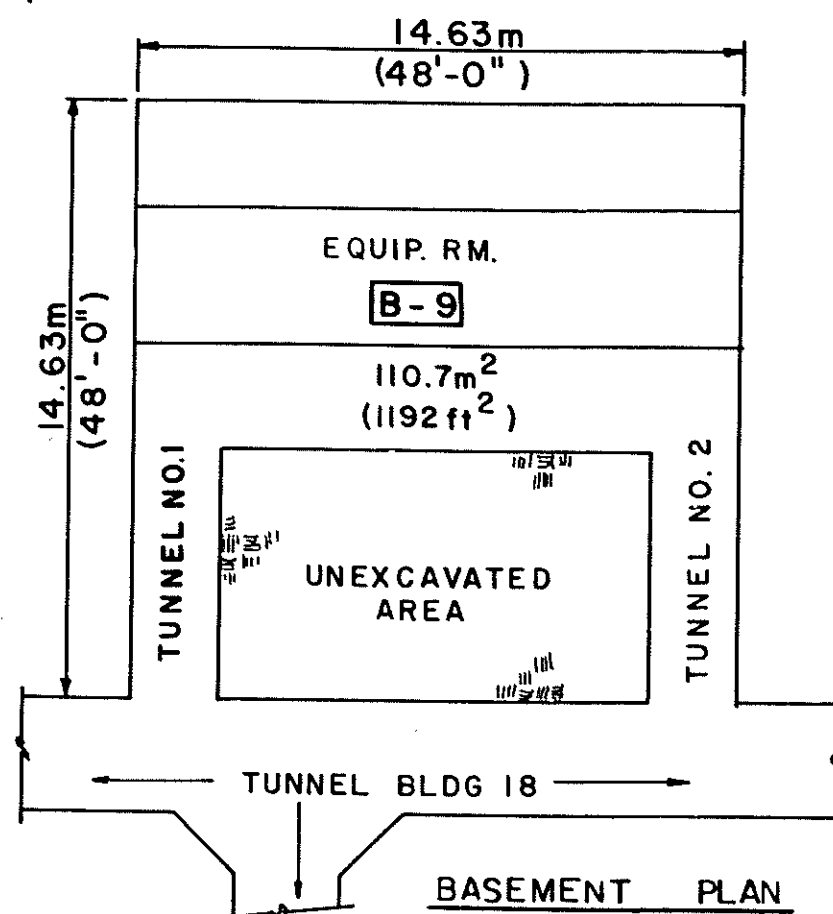 14.63m
(48'-0")
EQUIP. RM.
B-9
14.63m
(48'-0")
110.7m²
(1192 ft²)
TUNNEL NO.1
TUNNEL NO. 2
UNEXCAVATED
AREA
TUNNEL BLDG 18
BASEMENT PLAN